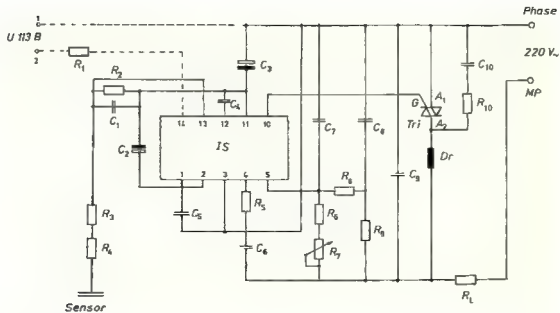 1
U 113 B
2
R1
R2
C1
C2
C3
C4
14 13 12 11 10
IS
1 2 3 4 5
C5
R5
C6
R3
R4
Sensor
C7
C8
R8
R6
R7
R9
C9
G
A1
Tri
A2
Dr
C10
R10
RL
Phase
220 V~
MP